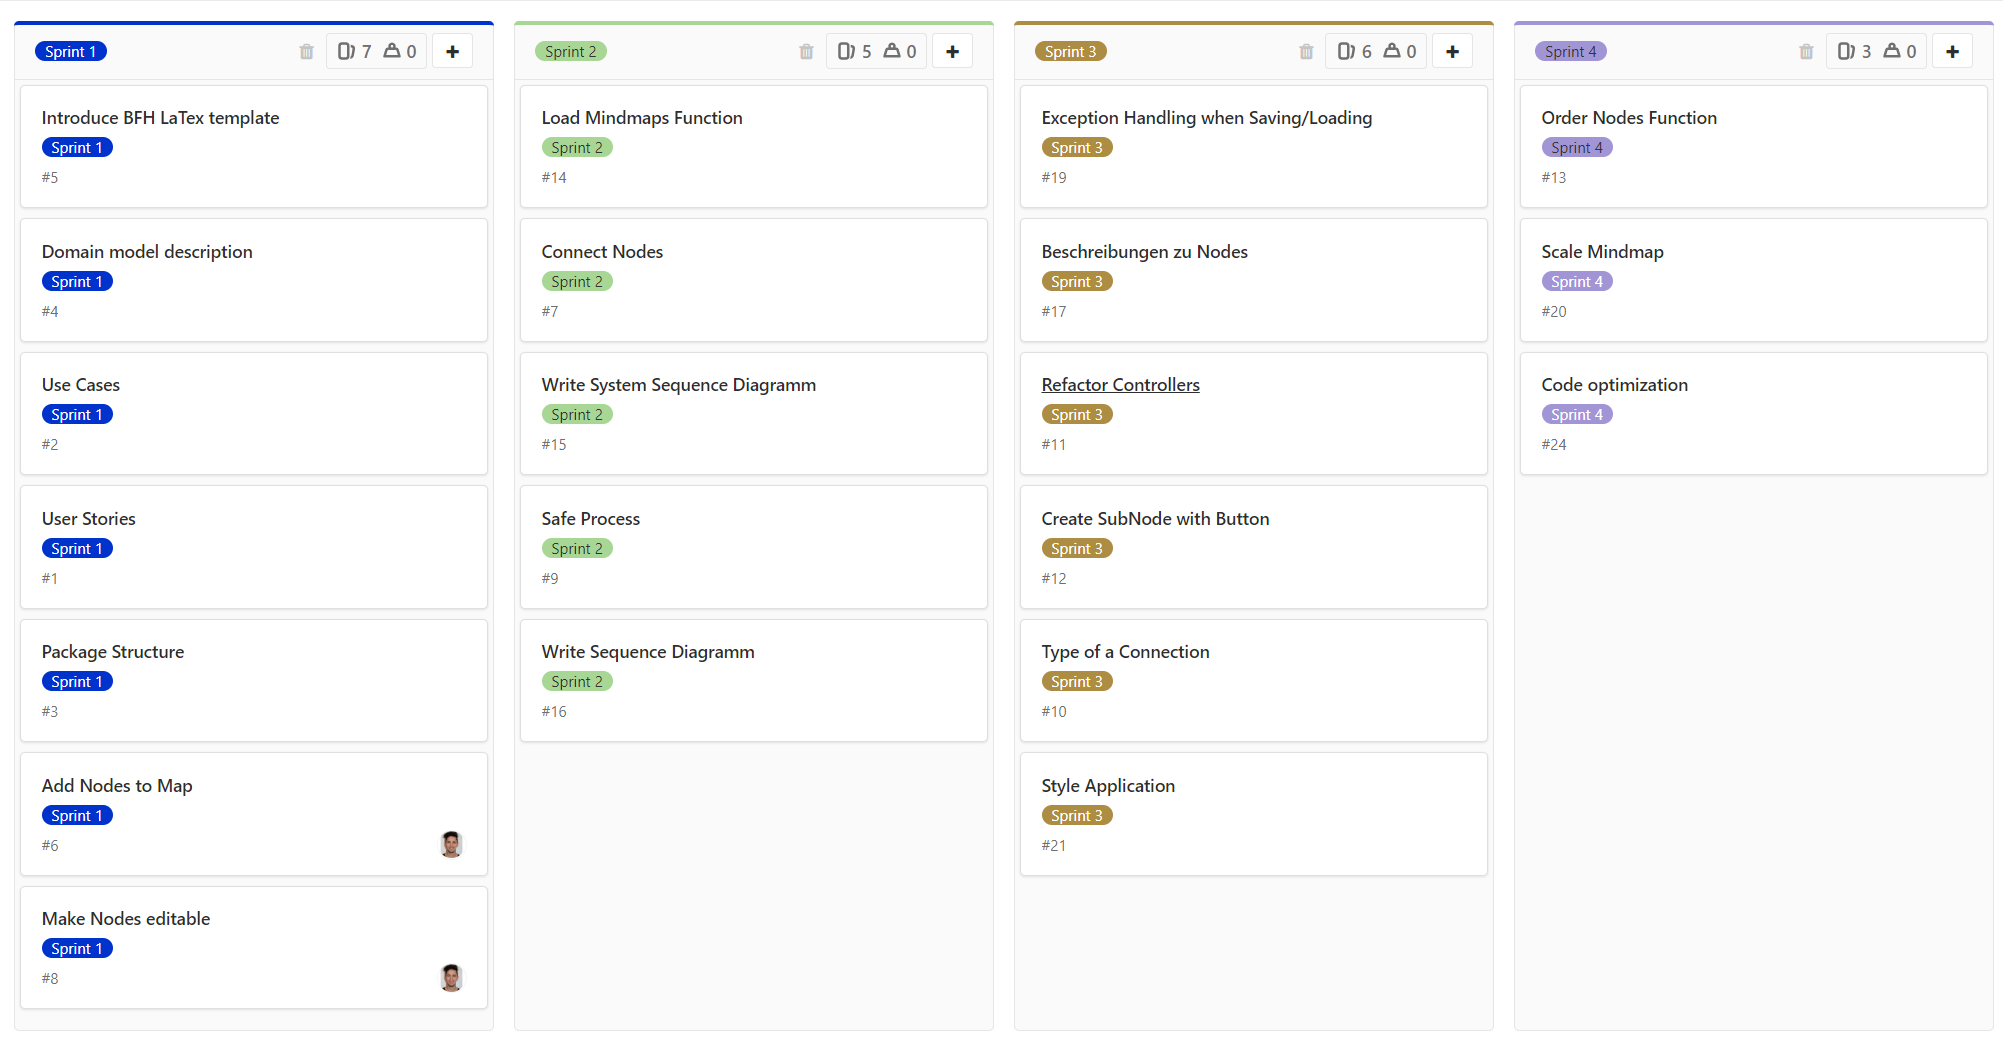 Sprint 1 7 0
Introduce BFH LaTex template
Sprint 1
#5
Domain model description
Sprint 1
#4
Use Cases
Sprint 1
#2
User Stories
Sprint 1
#1
Package Structure
Sprint 1
#3
Add Nodes to Map
Sprint 1
#6
Make Nodes editable
Sprint 1
#8
Sprint 2 5 0
Load Mindmaps Function
Sprint 2
#14
Connect Nodes
Sprint 2
#7
Write System Sequence Diagramm
Sprint 2
#15
Safe Process
Sprint 2
#9
Write Sequence Diagramm
Sprint 2
#16
Sprint 3 6 0
Exception Handling when Saving/Loading
Sprint 3
#19
Beschreibungen zu Nodes
Sprint 3
#17
Refactor Controllers
Sprint 3
#11
Create SubNode with Button
Sprint 3
#12
Type of a Connection
Sprint 3
#10
Style Application
Sprint 3
#21
Sprint 4 3 0
Order Nodes Function
Sprint 4
#13
Scale Mindmap
Sprint 4
#20
Code optimization
Sprint 4
#24